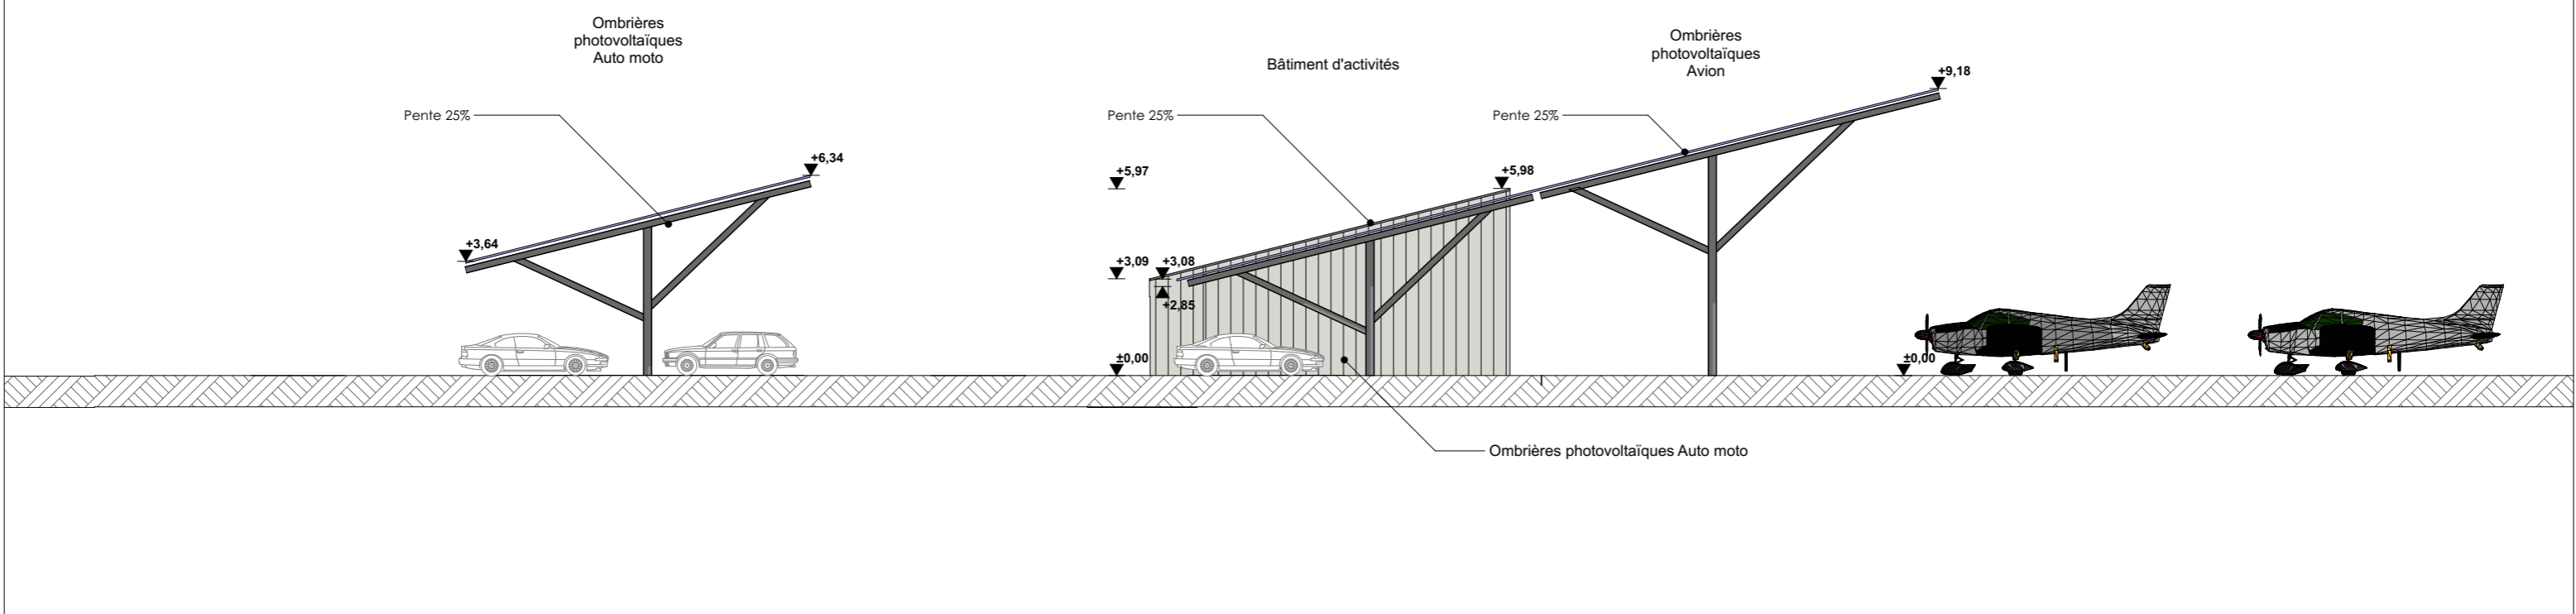 Ombrières
photovoltaïques
Auto moto
Bâtiment d'activités
Ombrières
photovoltaïques
Avion
+9,18
Pente 25%
Pente 25%
Pente 25%
+6,34
+5,97
+5,98
+3,64
+3,09
+3,08
+2,85
±0,00
±0,00
Ombrières photovoltaïques Auto moto